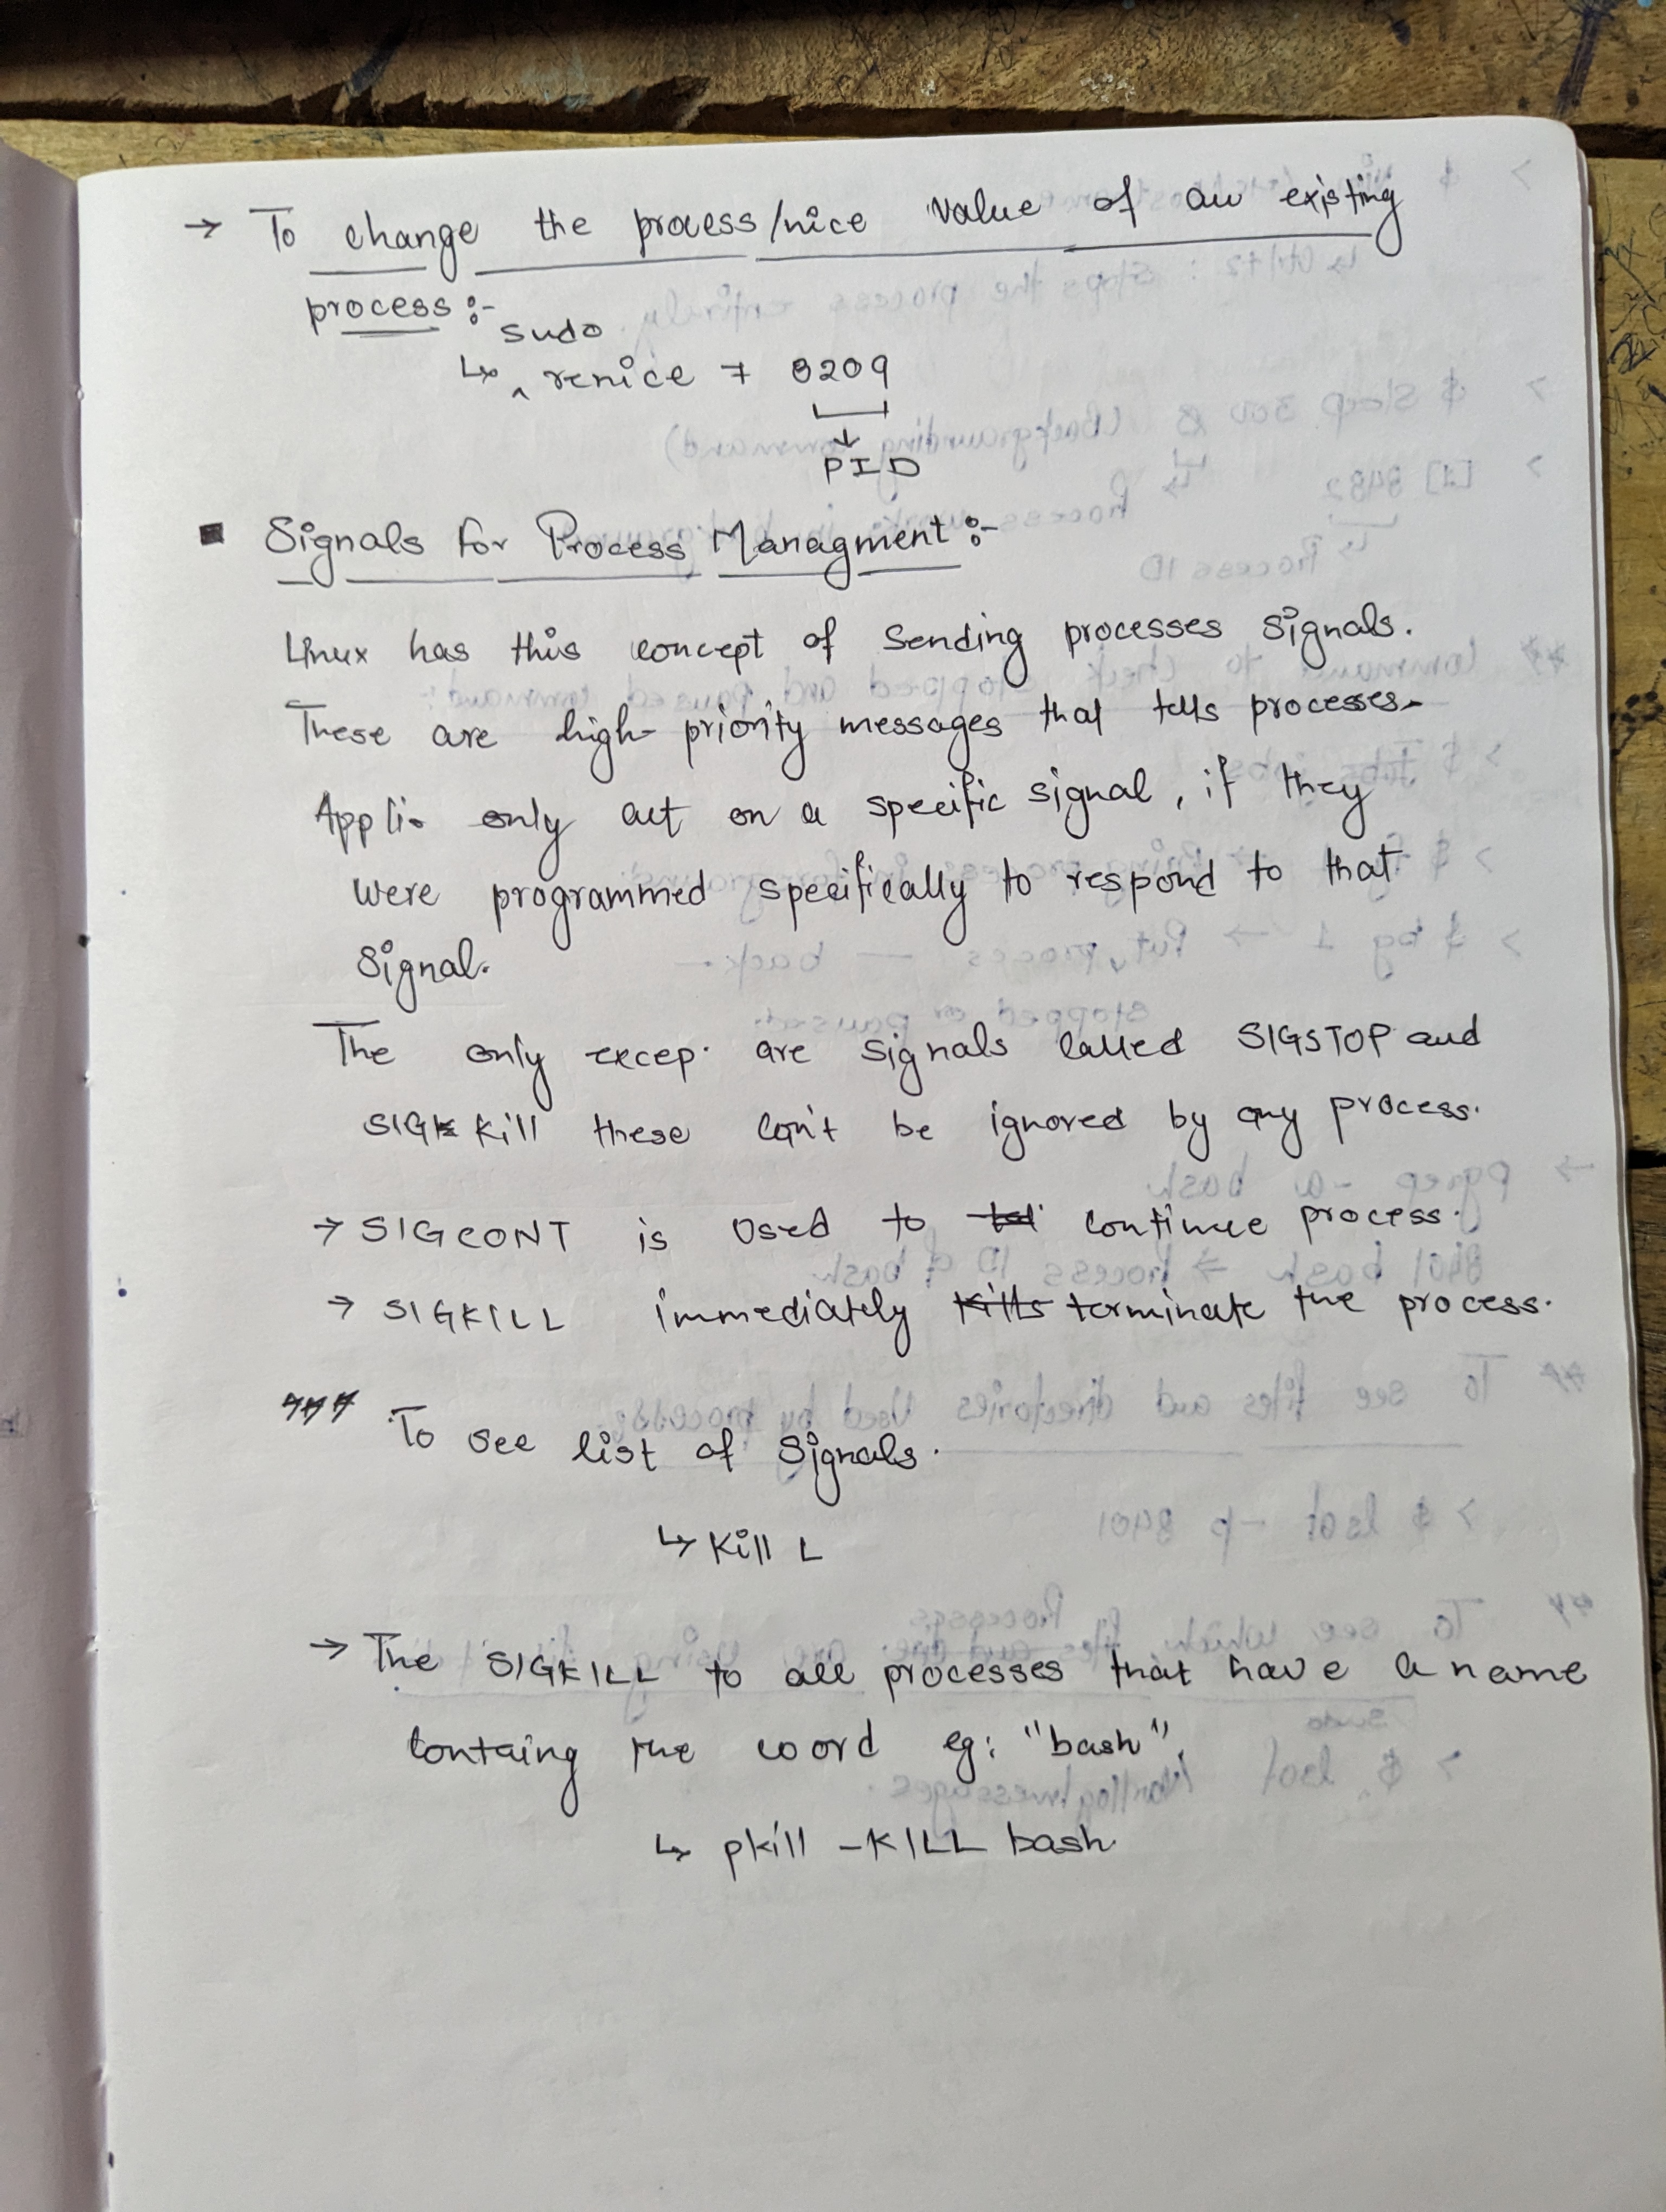 → To change the process/nice value of an existing
process :-
sudo
↳ ^ renice 7 8209
↓
PID
■ Signals for Process Managment :-
Linux has this concept of sending processes signals.
These are high-priority messages that tells processes.
Appli. only act on a specific signal, if they
were programmed specifically to respond to that
signal.
The only excep. are signals called SIGSTOP and
SIGK Kill these can't be ignored by any process.
→ SIGCONT is used to continue process.
→ SIGKILL immediately kills terminate the process.
To see list of signals.
↳ Kill L
→ The SIGKILL to all processes that have a name
containg the word eg: "bash".
↳ pkill -KILL bash.